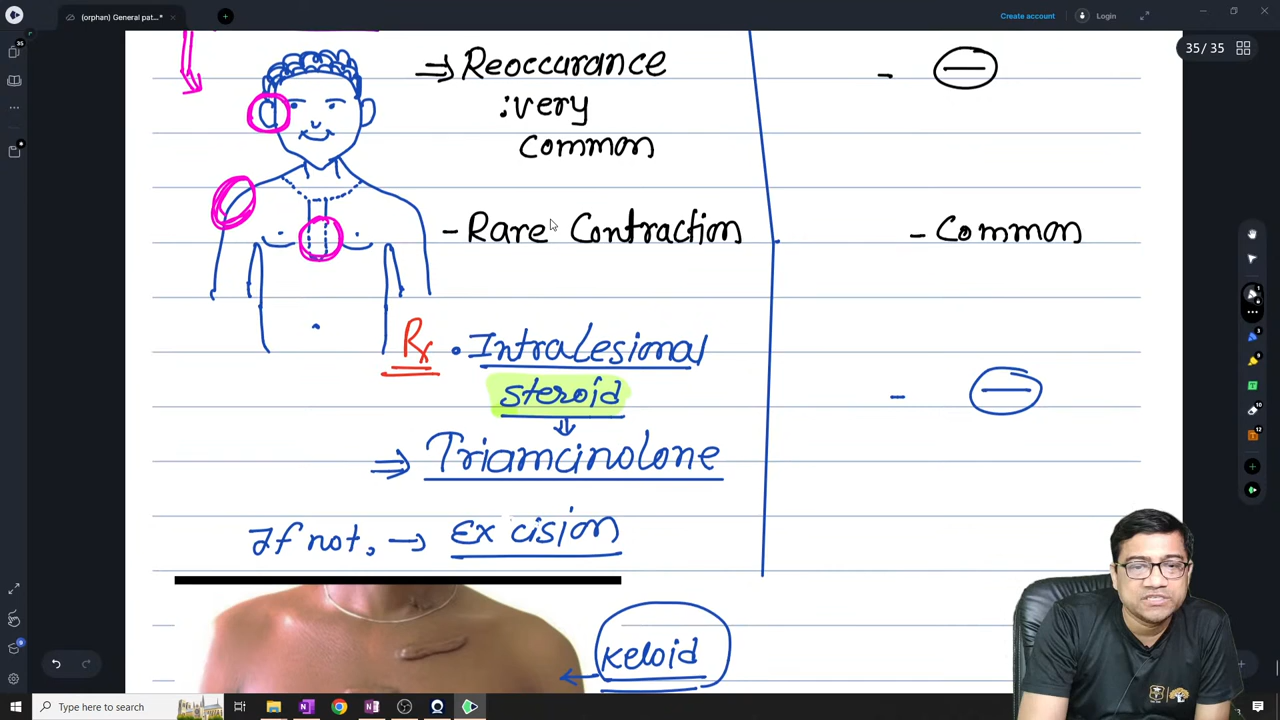 (orphan) General pat...*
Create account
Login
35
35/35
⇒ Reoccurance
:very
common
- ⊖
- Rare Contraction
- Common
Rx
• Intralesional
steroid
- ⊖
⇒ Triamcinolone
If not, → Excision
keloid
Type here to search